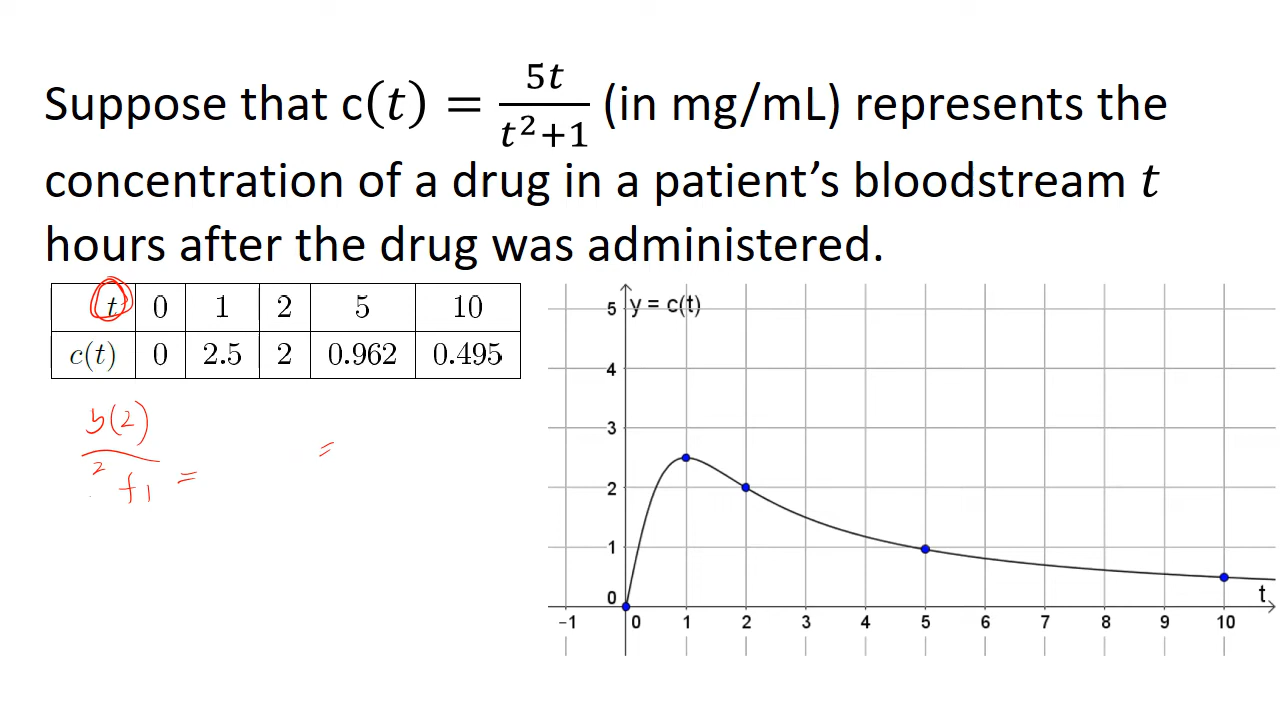 Suppose that c(t) = 5t/(t²+1) (in mg/mL) represents the
concentration of a drug in a patient’s bloodstream t
hours after the drug was administered.
t 0 1 2 5 10
c(t) 0 2.5 2 0.962 0.495
5(2)
=
2 +1 =
y = c(t)
5
4
3
2
1
0
t
−1 0 1 2 3 4 5 6 7 8 9 10